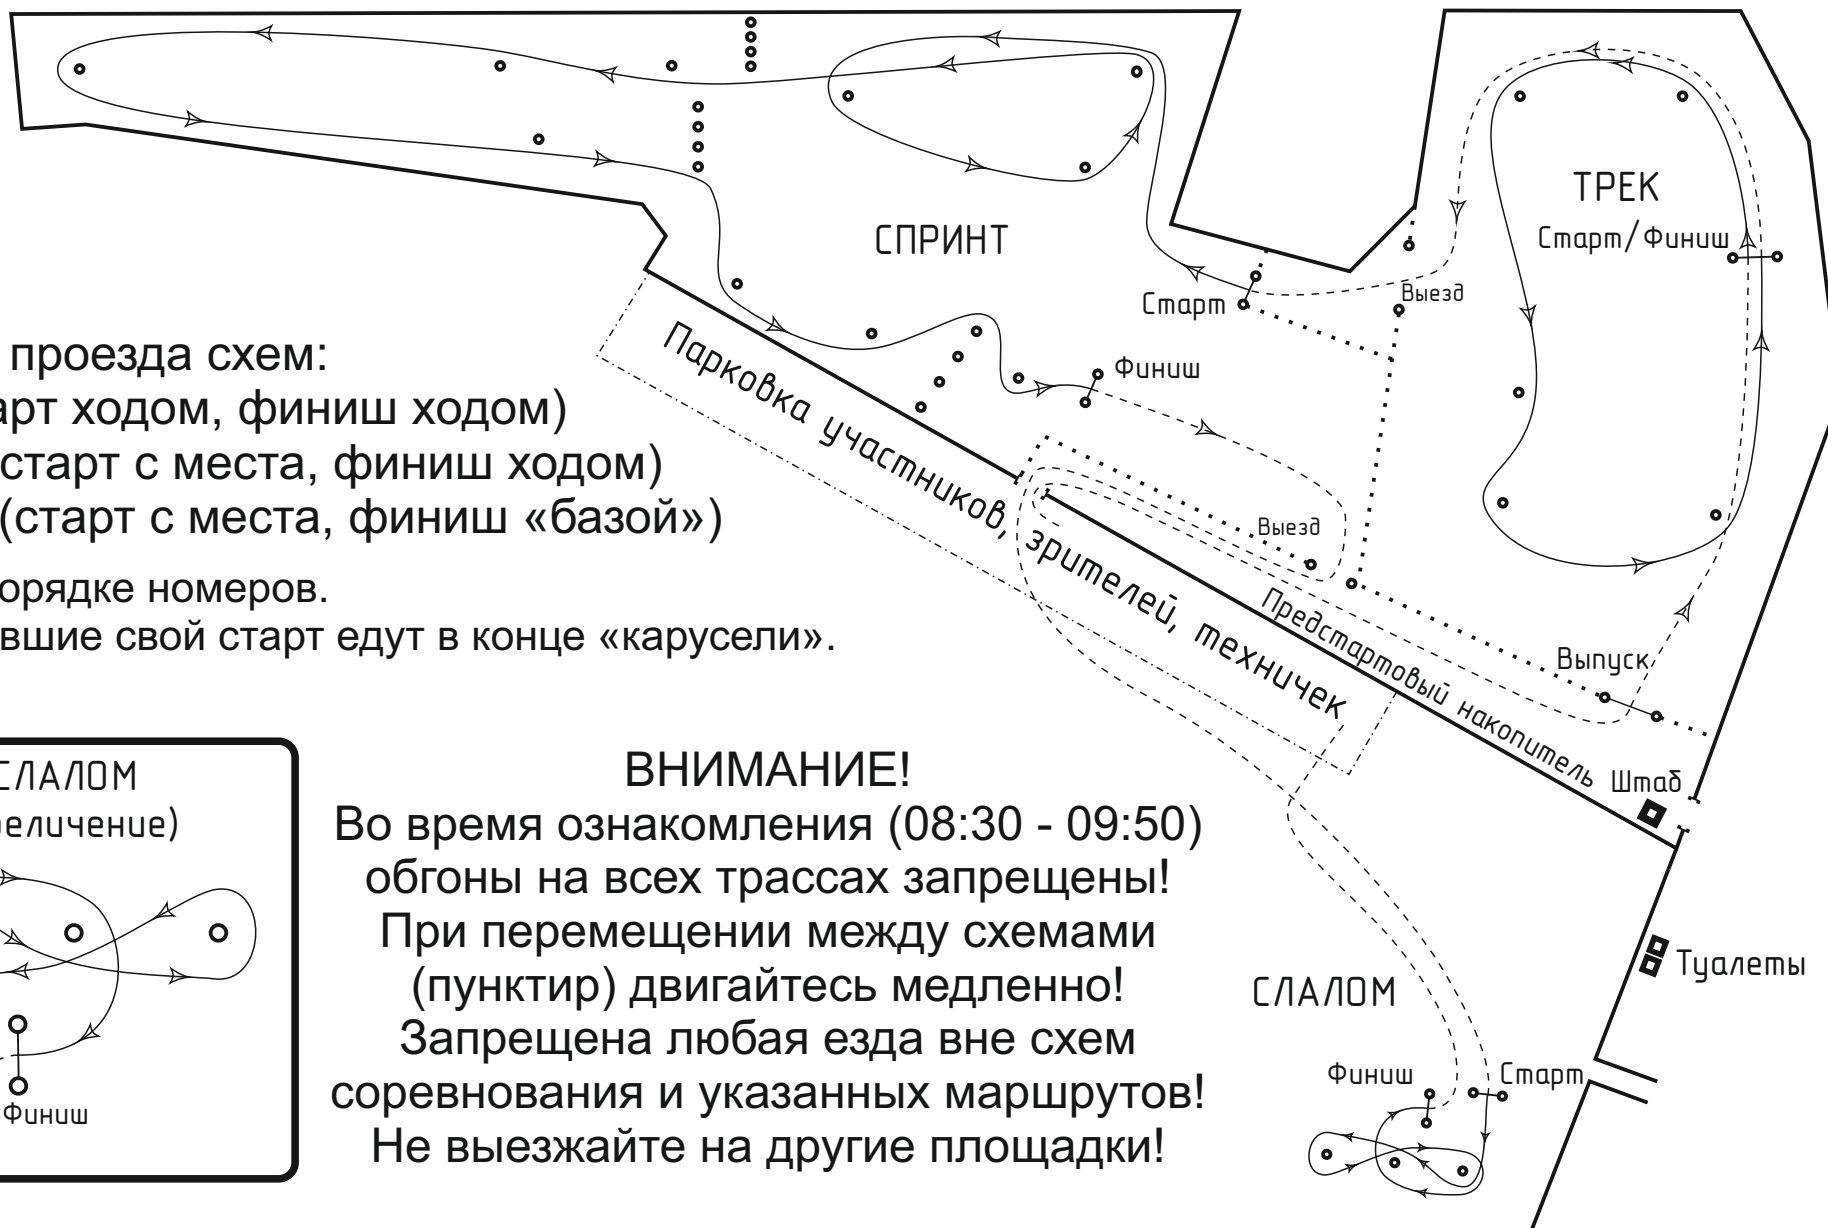 ТРЕК
Старт/Финиш
СПРИНТ
Старт
Выезд
Финиш
проезда схем:
арт ходом, финиш ходом)
старт с места, финиш ходом)
(старт с места, финиш «базой»)
орядке номеров.
вшие свой старт едут в конце «карусели».
Парковка участников, зрителей, техничек
Выезд
Предстартовый накопитель
Выпуск
Штаб
Туалеты
СЛАЛОМ
еличение)
Финиш
ВНИМАНИЕ!
Во время ознакомления (08:30 - 09:50)
обгоны на всех трассах запрещены!
При перемещении между схемами
(пунктир) двигайтесь медленно!
Запрещена любая езда вне схем
соревнования и указанных маршрутов!
Не выезжайте на другие площадки!
СЛАЛОМ
Финиш
Старт